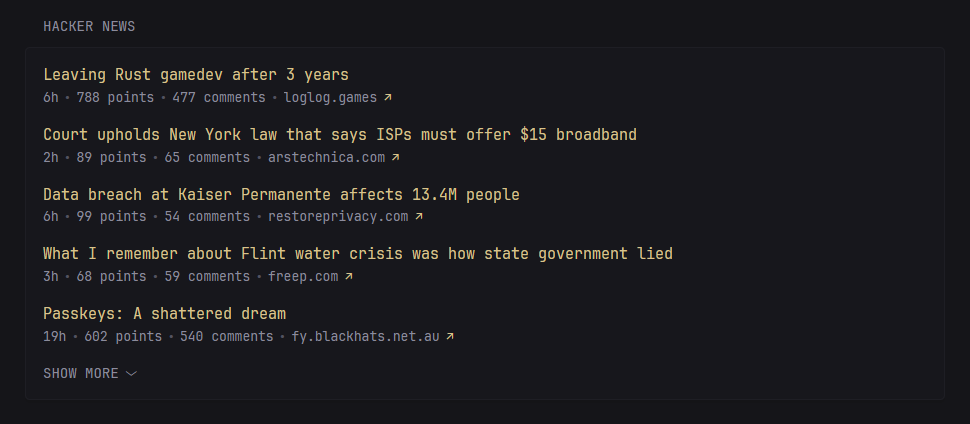 HACKER NEWS
Leaving Rust gamedev after 3 years
6h • 788 points • 477 comments • loglog.games ↗
Court upholds New York law that says ISPs must offer $15 broadband
2h • 89 points • 65 comments • arstechnica.com ↗
Data breach at Kaiser Permanente affects 13.4M people
6h • 99 points • 54 comments • restoreprivacy.com ↗
What I remember about Flint water crisis was how state government lied
3h • 68 points • 59 comments • freep.com ↗
Passkeys: A shattered dream
19h • 602 points • 540 comments • fy.blackhats.net.au ↗
SHOW MORE